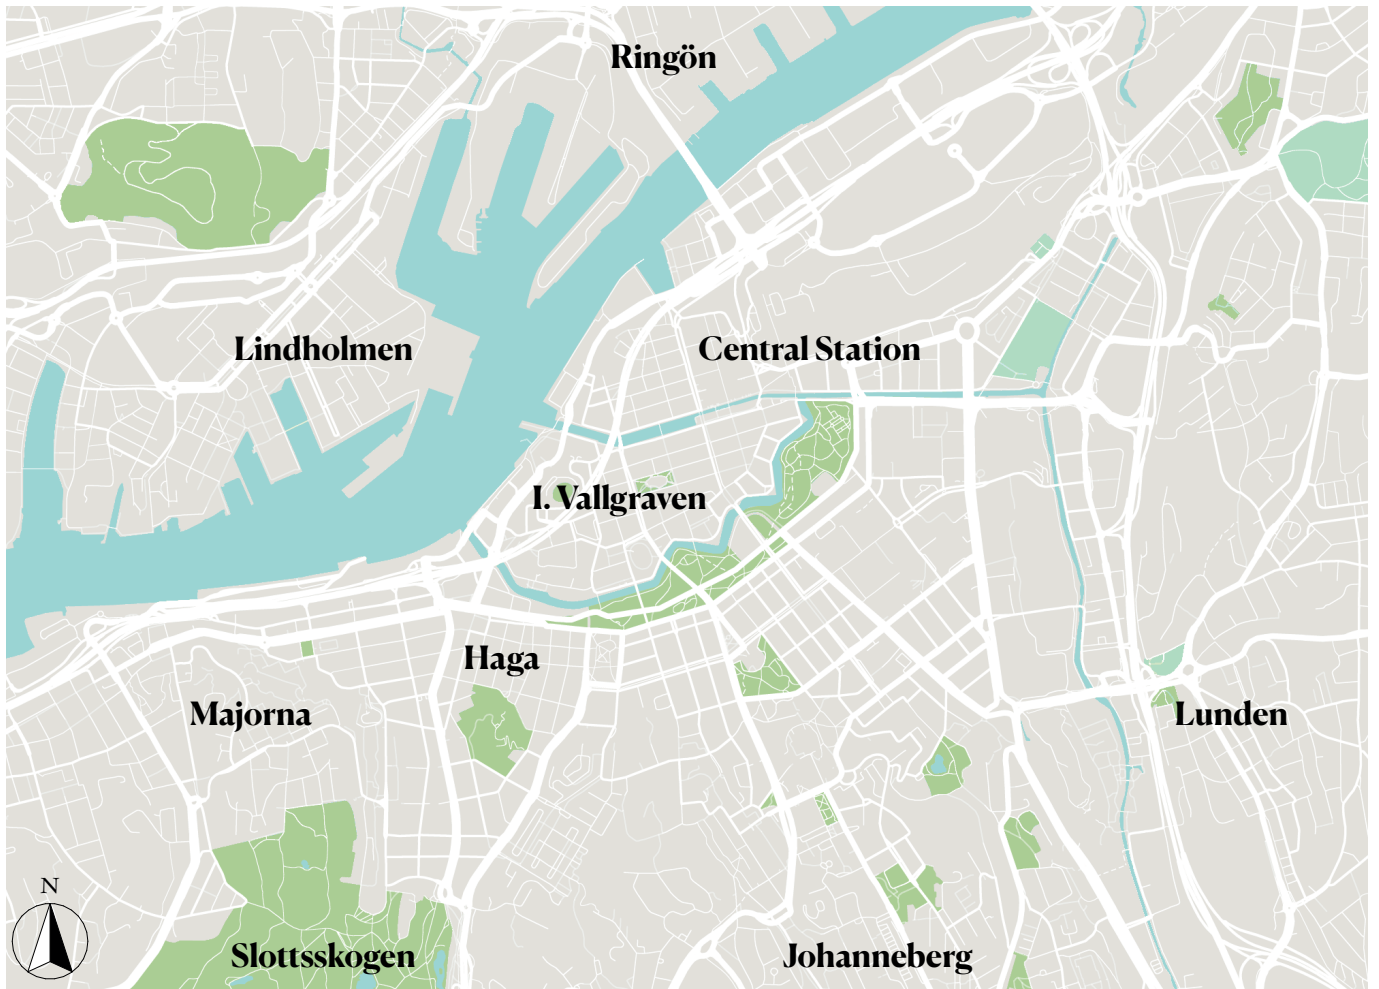 Ringön
Lindholmen
Central Station
I. Vallgraven
Haga
Majorna
Lunden
N
Slottsskogen
Johanneberg